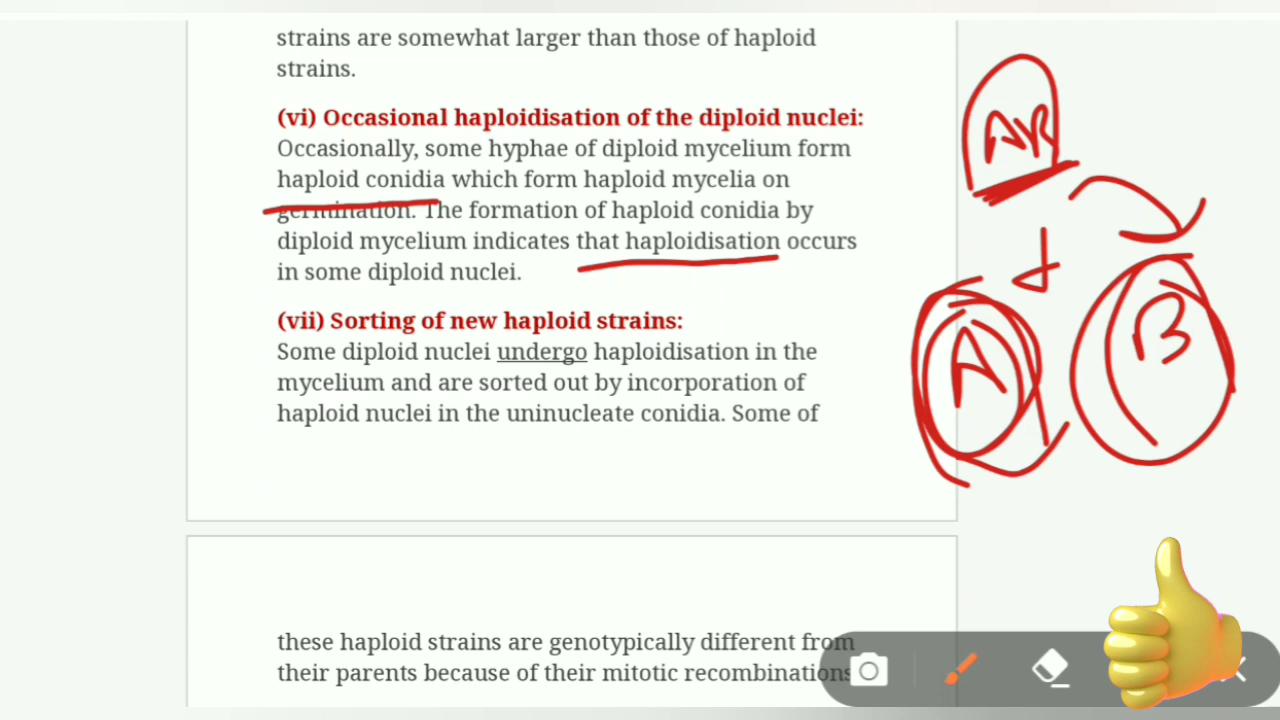 strains are somewhat larger than those of haploid
strains.
(vi) Occasional haploidisation of the diploid nuclei:
Occasionally, some hyphae of diploid mycelium form
haploid conidia which form haploid mycelia on
germination. The formation of haploid conidia by
diploid mycelium indicates that haploidisation occurs
in some diploid nuclei.
(vii) Sorting of new haploid strains:
Some diploid nuclei undergo haploidisation in the
mycelium and are sorted out by incorporation of
haploid nuclei in the uninucleate conidia. Some of
these haploid strains are genotypically different from
their parents because of their mitotic recombinations
AB
A
B